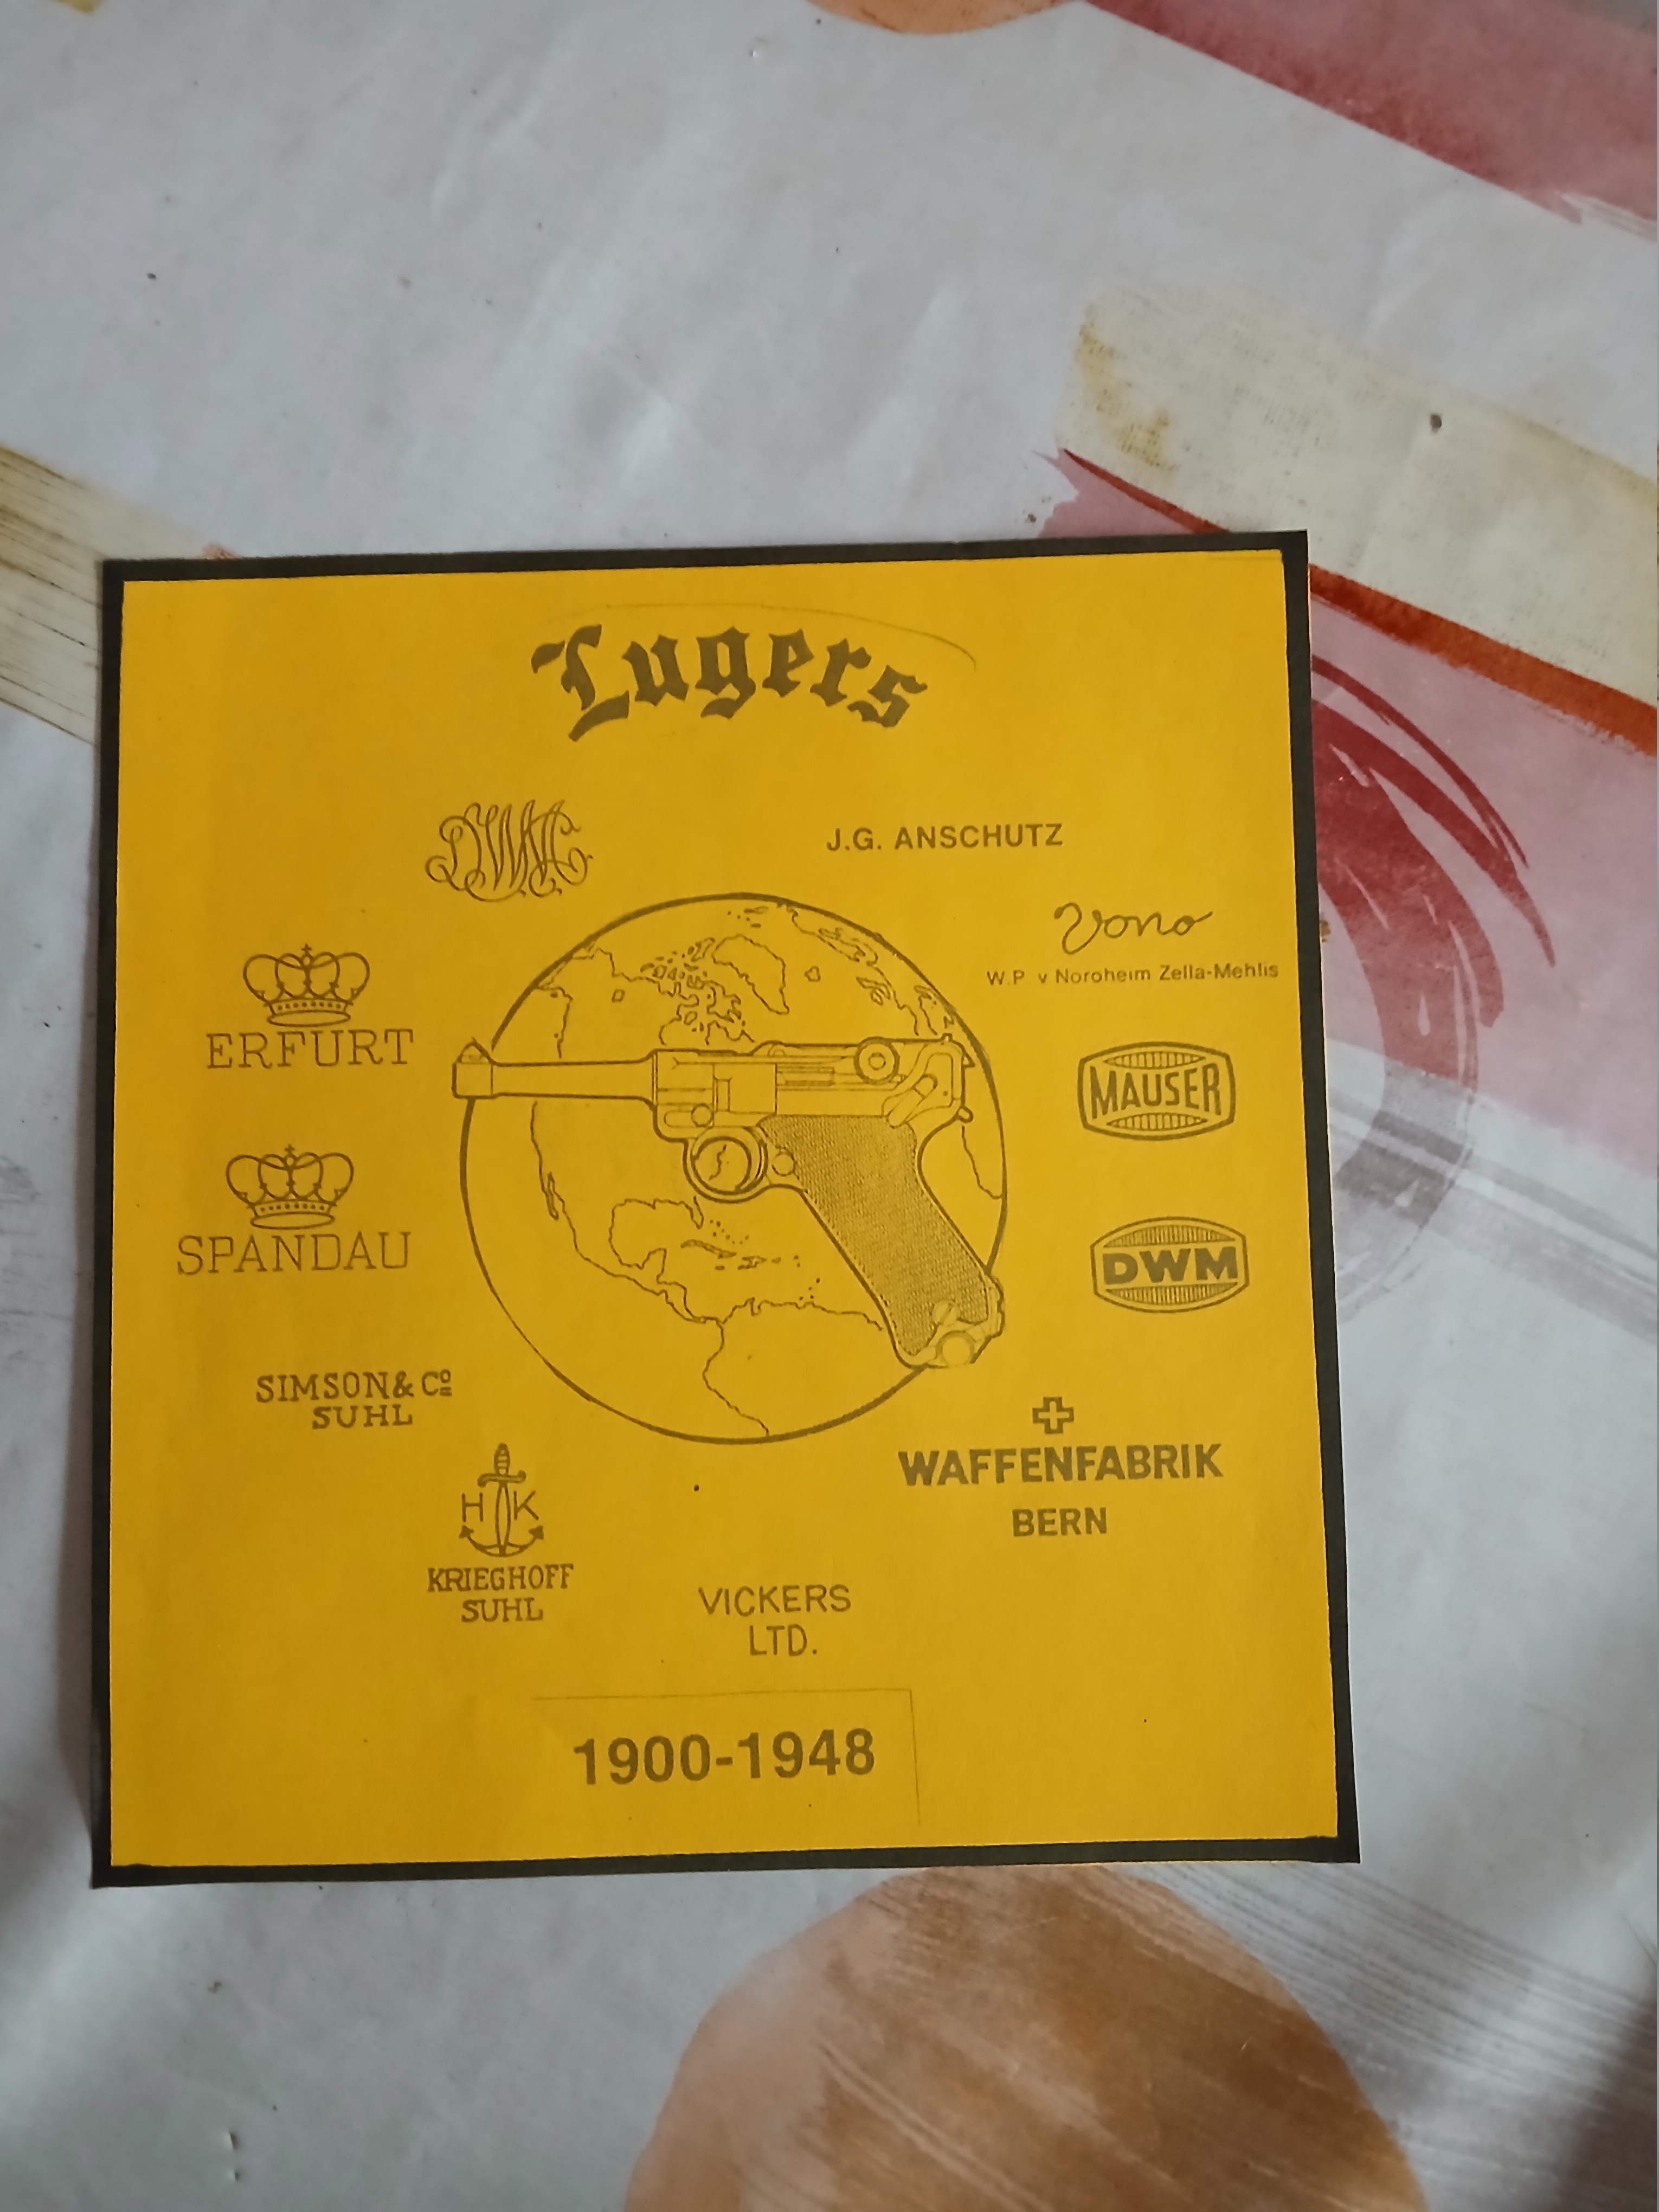 Lugers
DWM
J.G. ANSCHUTZ
Vono
W.P v Noroheim Zella-Mehlis
ERFURT
MAUSER
SPANDAU
DWM
SIMSON & Cº
SUHL
WAFFENFABRIK
BERN
H K
KRIEGHOFF
SUHL
VICKERS
LTD.
1900-1948